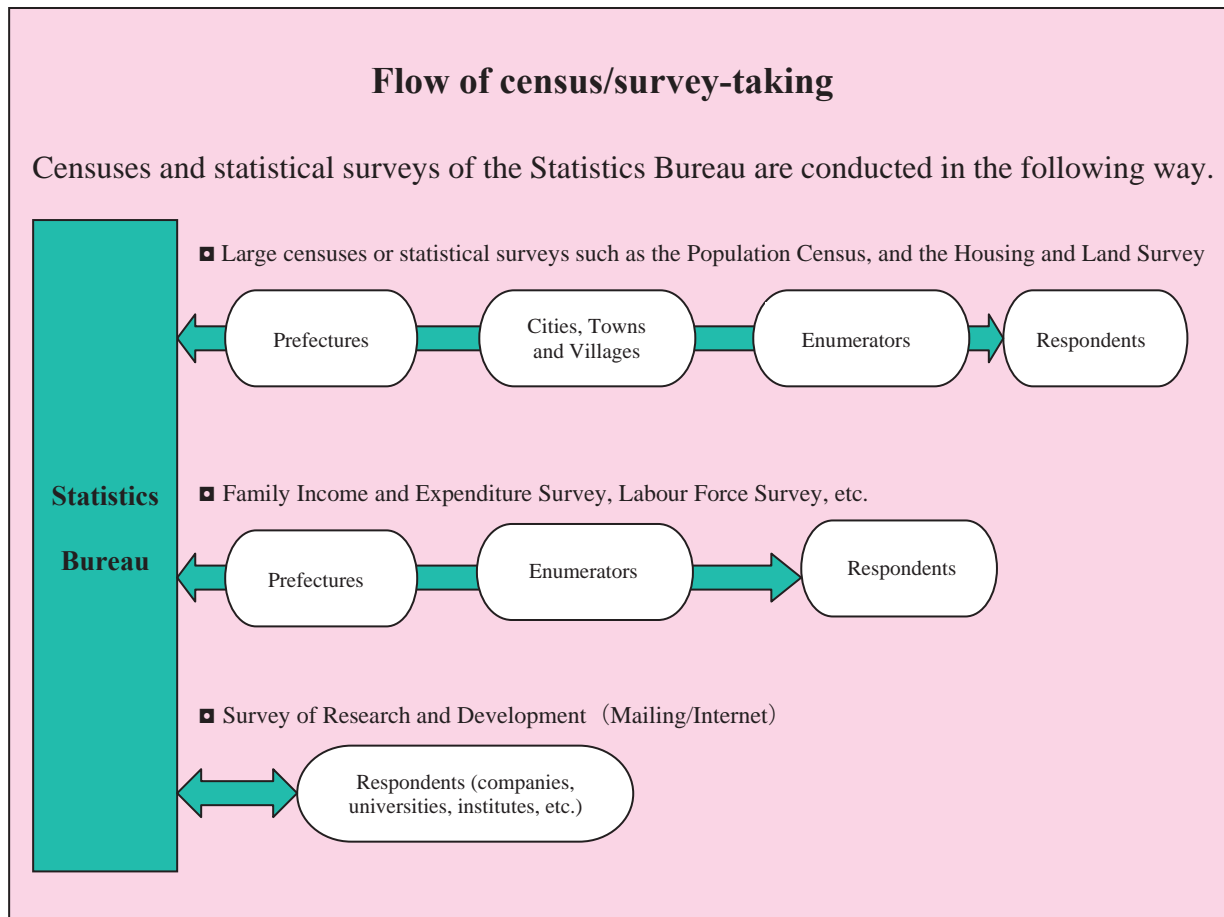 Flow of census/survey-taking
Censuses and statistical surveys of the Statistics Bureau are conducted in the following way.
Statistics
Bureau
◘ Large censuses or statistical surveys such as the Population Census, and the Housing and Land Survey
Prefectures
Cities, Towns
and Villages
Enumerators
Respondents
◘ Family Income and Expenditure Survey, Labour Force Survey, etc.
Prefectures
Enumerators
Respondents
◘ Survey of Research and Development（Mailing/Internet）
Respondents (companies,
universities, institutes, etc.)